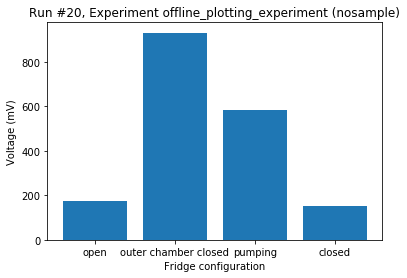 Run #20, Experiment offline_plotting_experiment (nosample)
Voltage (mV)
800
600
400
200
0
open outer chamber closed pumping closed
Fridge configuration